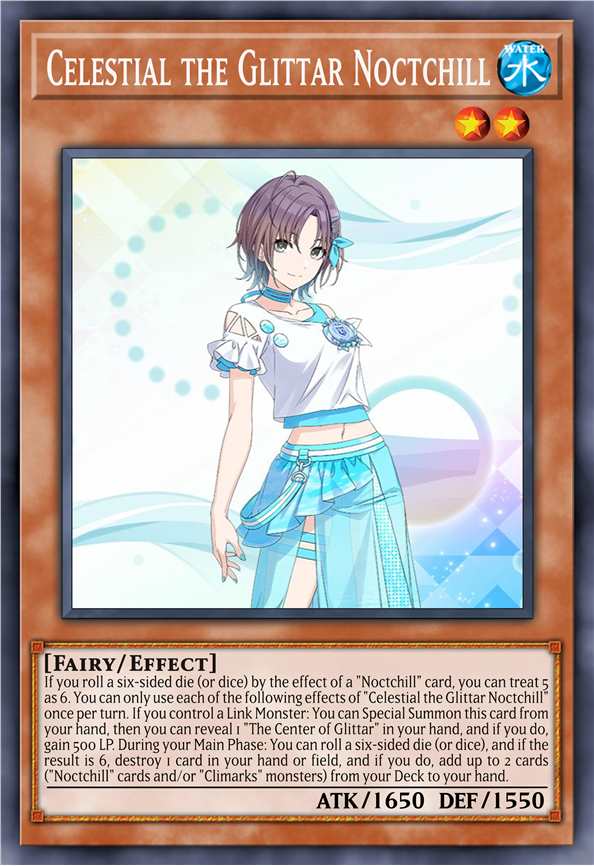 Celestial the Glittar Noctchill
WATER
水
[Fairy/Effect]
If you roll a six-sided die (or dice) by the effect of a "Noctchill" card, you can treat 5
as 6. You can only use each of the following effects of "Celestial the Glittar Noctchill"
once per turn. If you control a Link Monster: You can Special Summon this card from
your hand, then you can reveal 1 "The Center of Glittar" in your hand, and if you do,
gain 500 LP. During your Main Phase: You can roll a six-sided die (or dice), and if the
result is 6, destroy 1 card in your hand or field, and if you do, add up to 2 cards
("Noctchill" cards and/or "Climarks" monsters) from your Deck to your hand.
ATK/1650 DEF/1550